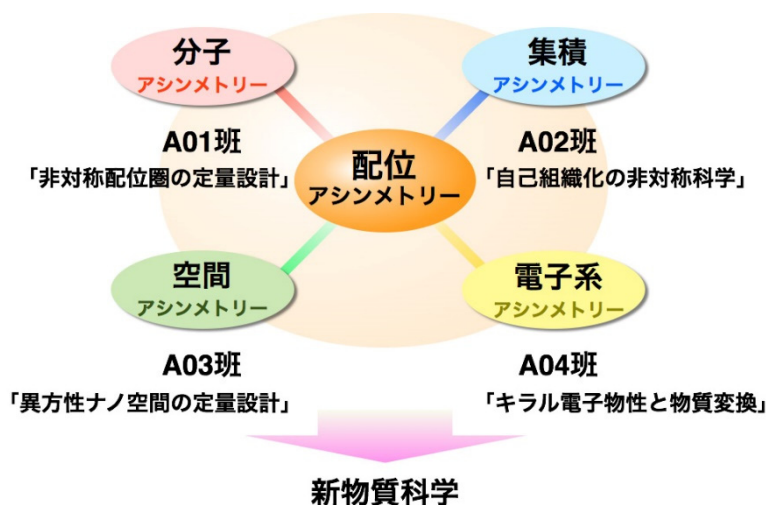 分子
アシンメトリー
集積
アシンメトリー
A01班
「非対称配位圏の定量設計」
配位
アシンメトリー
A02班
「自己組織化の非対称科学」
空間
アシンメトリー
電子系
アシンメトリー
A03班
「異方性ナノ空間の定量設計」
A04班
「キラル電子物性と物質変換」
新物質科学